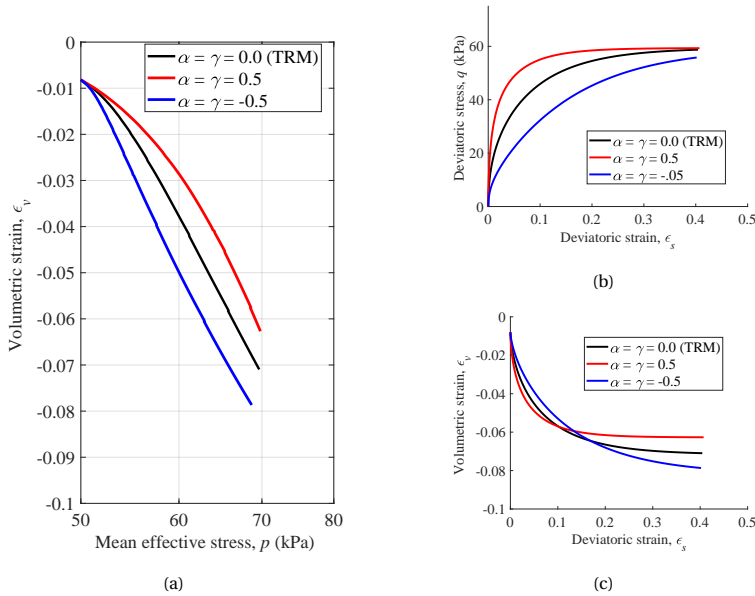 0
-0.01
-0.02
-0.03
-0.04
-0.05
-0.06
-0.07
-0.08
-0.09
-0.1
50
60
70
80
Volumetric strain, ϵv
Mean effective stress, p (kPa)
α = γ = 0.0 (TRM)
α = γ = 0.5
α = γ = -0.5
(a)
60
40
20
0
0
0.1
0.2
0.3
0.4
0.5
Deviatoric stress, q (kPa)
Deviatoric strain, ϵs
α = γ = 0.0 (TRM)
α = γ = 0.5
α = γ = -.05
(b)
0
-0.02
-0.04
-0.06
-0.08
-0.1
0
0.1
0.2
0.3
0.4
0.5
Volumetric strain, ϵv
Deviatoric strain, ϵs
α = γ = 0.0 (TRM)
α = γ = 0.5
α = γ = -0.5
(c)